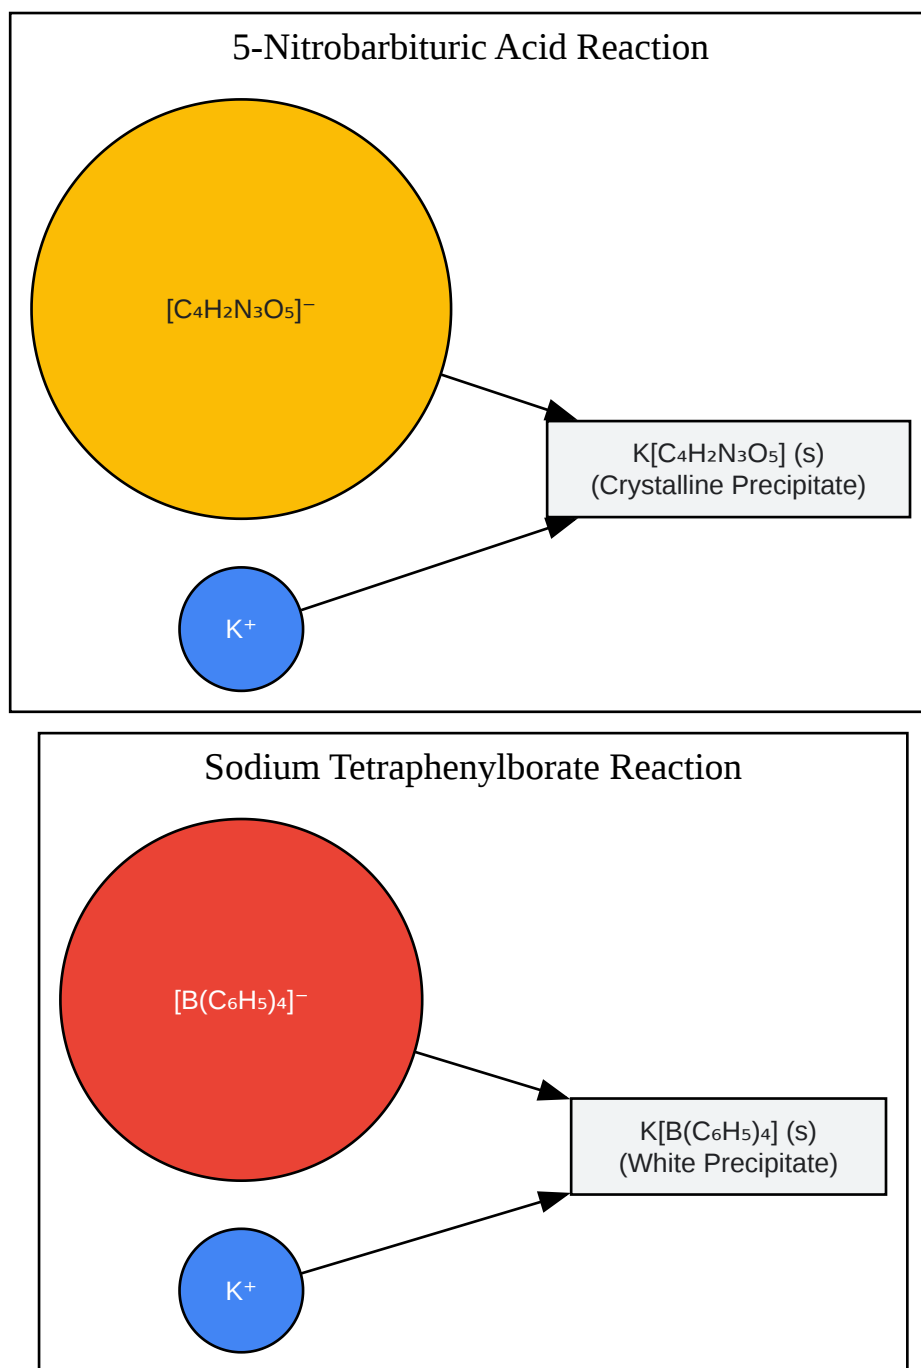 5-Nitrobarbituric Acid Reaction
[C₄H₂N₃O₅]⁻
K[C₄H₂N₃O₅] (s)
(Crystalline Precipitate)
K⁺
Sodium Tetraphenylborate Reaction
[B(C₆H₅)₄]⁻
K[B(C₆H₅)₄] (s)
(White Precipitate)
K⁺